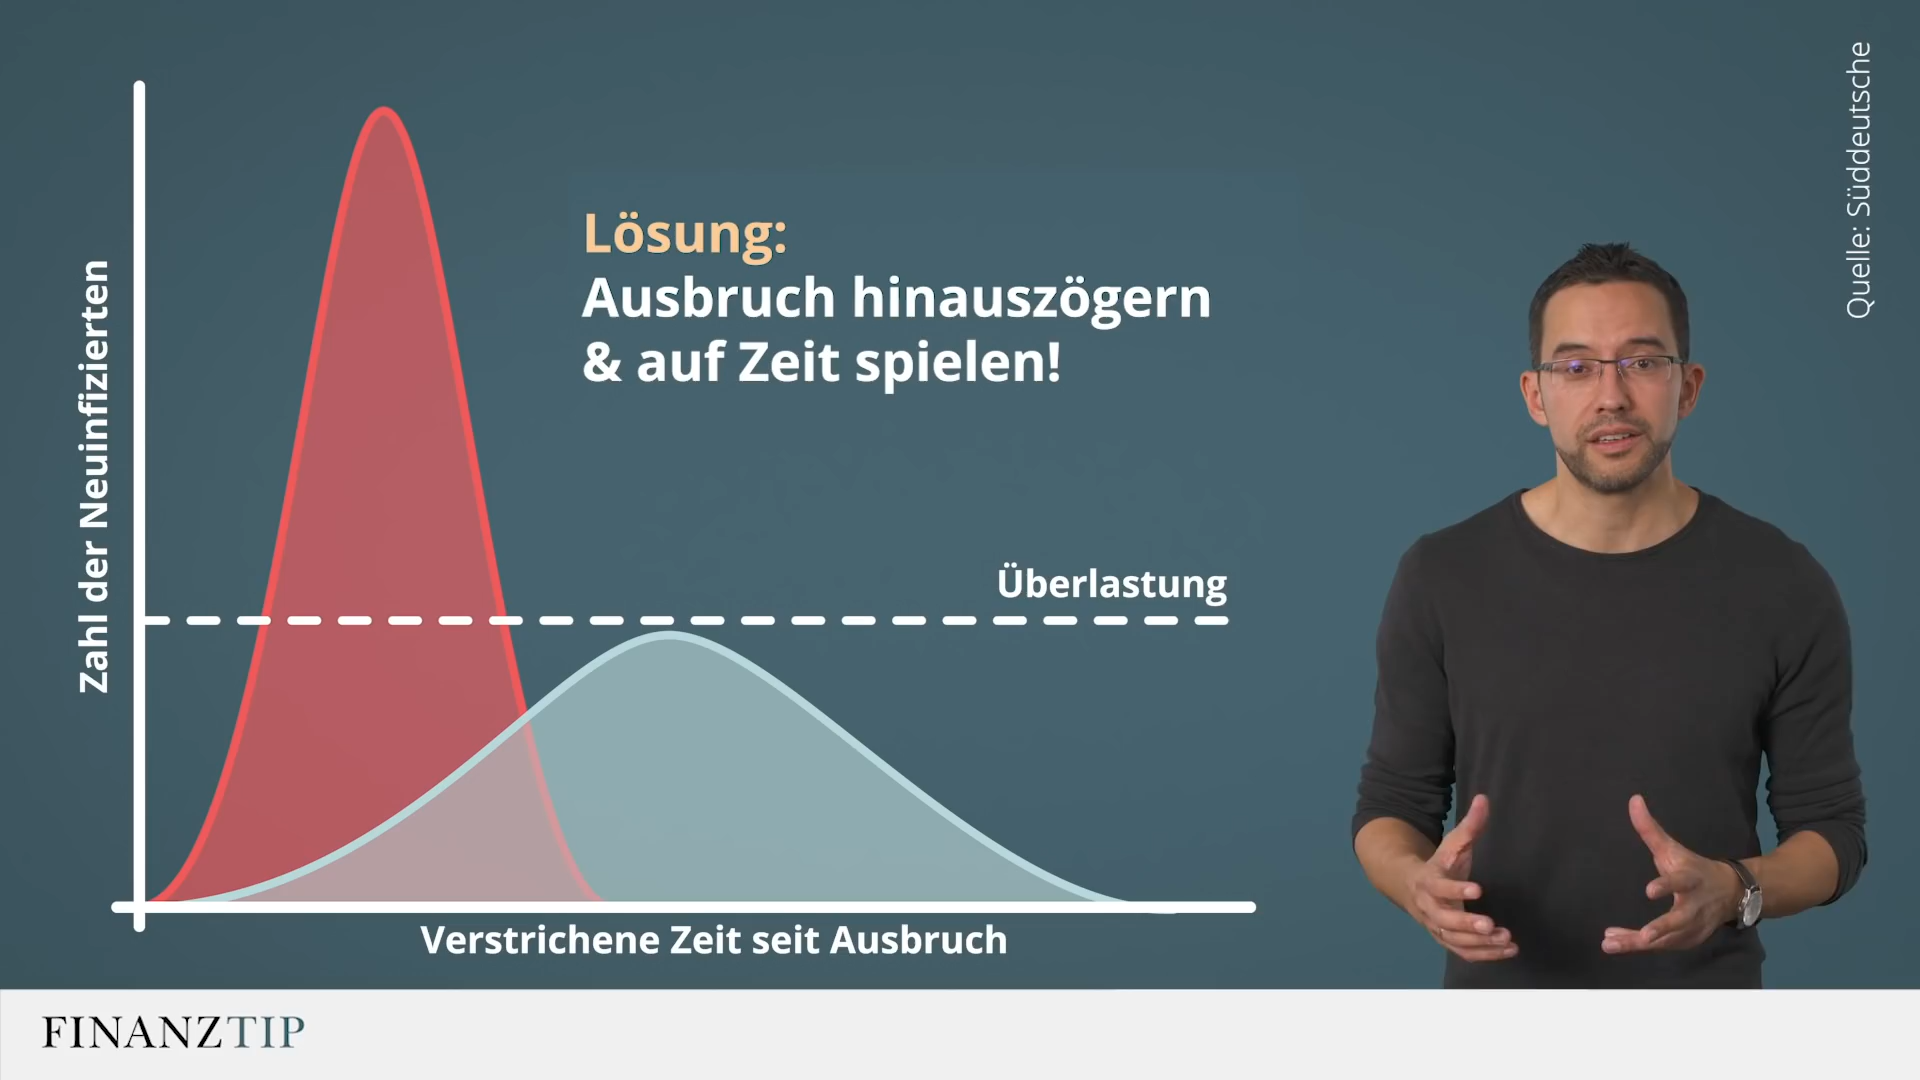 Quelle: Süddeutsche
Lösung:
Ausbruch hinauszögern
& auf Zeit spielen!
Zahl der Neuinfizierten
Überlastung
Verstrichene Zeit seit Ausbruch
FINANZTIP